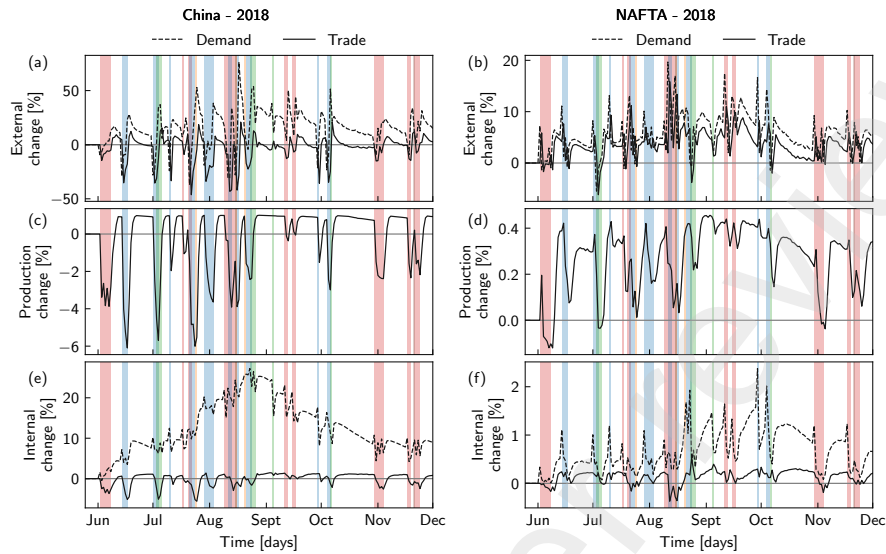 China - 2018
NAFTA - 2018
Demand
Trade
Demand
Trade
(a)
External
change [%]
50
0
−50
(b)
External
change [%]
20
10
0
(c)
Production
change [%]
0
−2
−4
−6
(d)
Production
change [%]
0.4
0.2
0.0
(e)
Internal
change [%]
20
10
0
(f)
Internal
change [%]
2
1
0
Jun
Jul
Aug
Sept
Oct
Nov
Dec
Time [days]
Jun
Jul
Aug
Sept
Oct
Nov
Dec
Time [days]